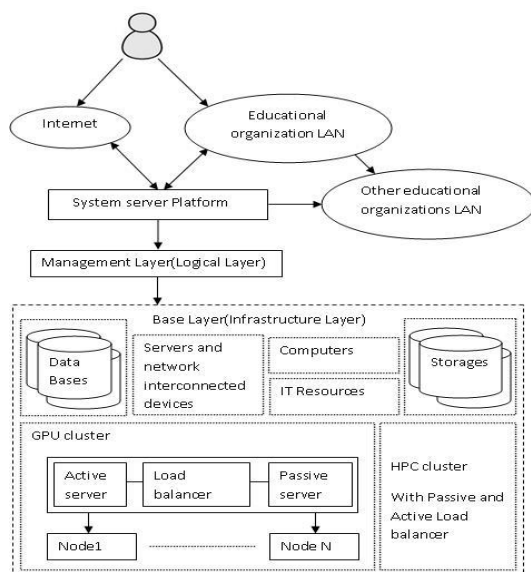 Internet
Educational
organization LAN
System server Platform
Other educational
organizations LAN
Management Layer(Logical Layer)
Base Layer(Infrastructure Layer)
Data
Bases
Servers and
network
interconnected
devices
Computers
IT Resources
Storages
GPU cluster
Active
server
Load
balancer
Passive
server
Node1
Node N
HPC cluster
With Passive and
Active Load
balancer